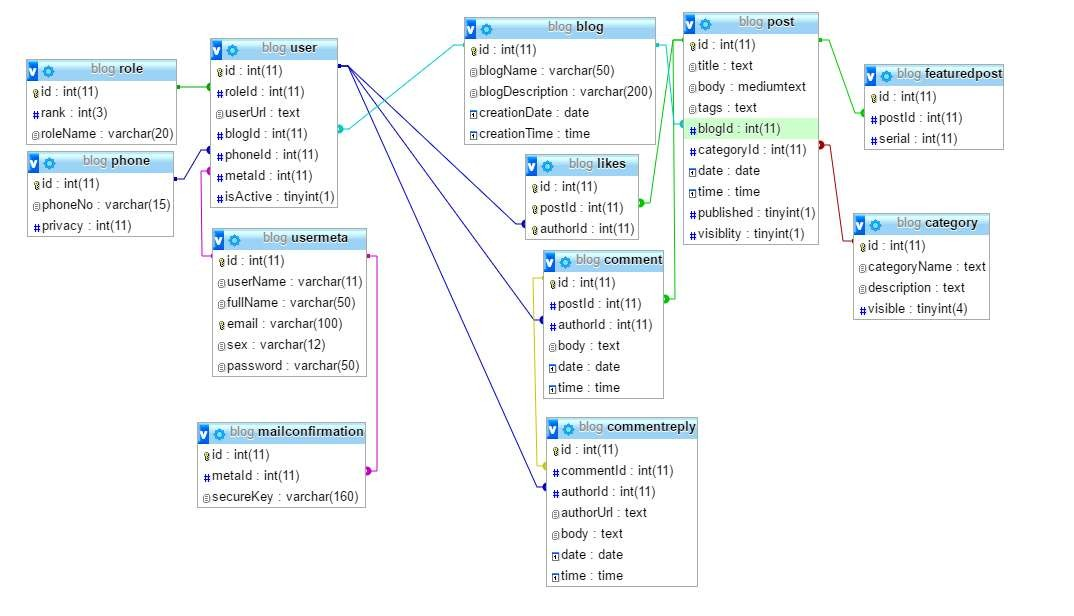 blog role
id : int(11)
rank : int(3)
roleName : varchar(20)
blog phone
id : int(11)
phoneNo : varchar(15)
privacy : int(11)
blog user
id : int(11)
roleId : int(11)
userUrl : text
blogId : int(11)
phoneId : int(11)
metaId : int(11)
isActive : tinyint(1)
blog usermeta
id : int(11)
userName : varchar(11)
fullName : varchar(50)
email : varchar(100)
sex : varchar(12)
password : varchar(50)
blog mailconfirmation
id : int(11)
metaId : int(11)
secureKey : varchar(160)
blog blog
id : int(11)
blogName : varchar(50)
blogDescription : varchar(200)
creationDate : date
creationTime : time
blog likes
id : int(11)
postId : int(11)
authorId : int(11)
blog comment
id : int(11)
postId : int(11)
authorId : int(11)
body : text
date : date
time : time
blog commentreply
id : int(11)
commentId : int(11)
authorId : int(11)
authorUrl : text
body : text
date : date
time : time
blog post
id : int(11)
title : text
body : mediumtext
tags : text
blogId : int(11)
categoryId : int(11)
date : date
time : time
published : tinyint(1)
visiblity : tinyint(1)
blog featuredpost
id : int(11)
postId : int(11)
serial : int(11)
blog category
id : int(11)
categoryName : text
description : text
visible : tinyint(4)